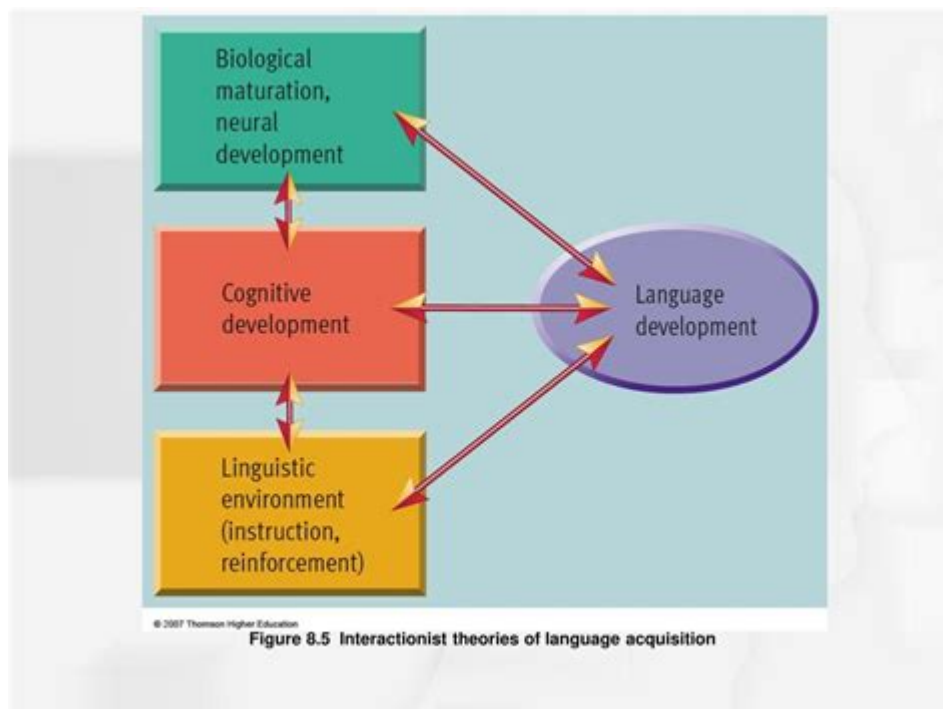 Biological
maturation,
neural
development
Cognitive
development
Language
development
Linguistic
environment
(instruction,
reinforcement)
© 2007 Thomson Higher Education
Figure 8.5 Interactionist theories of language acquisition